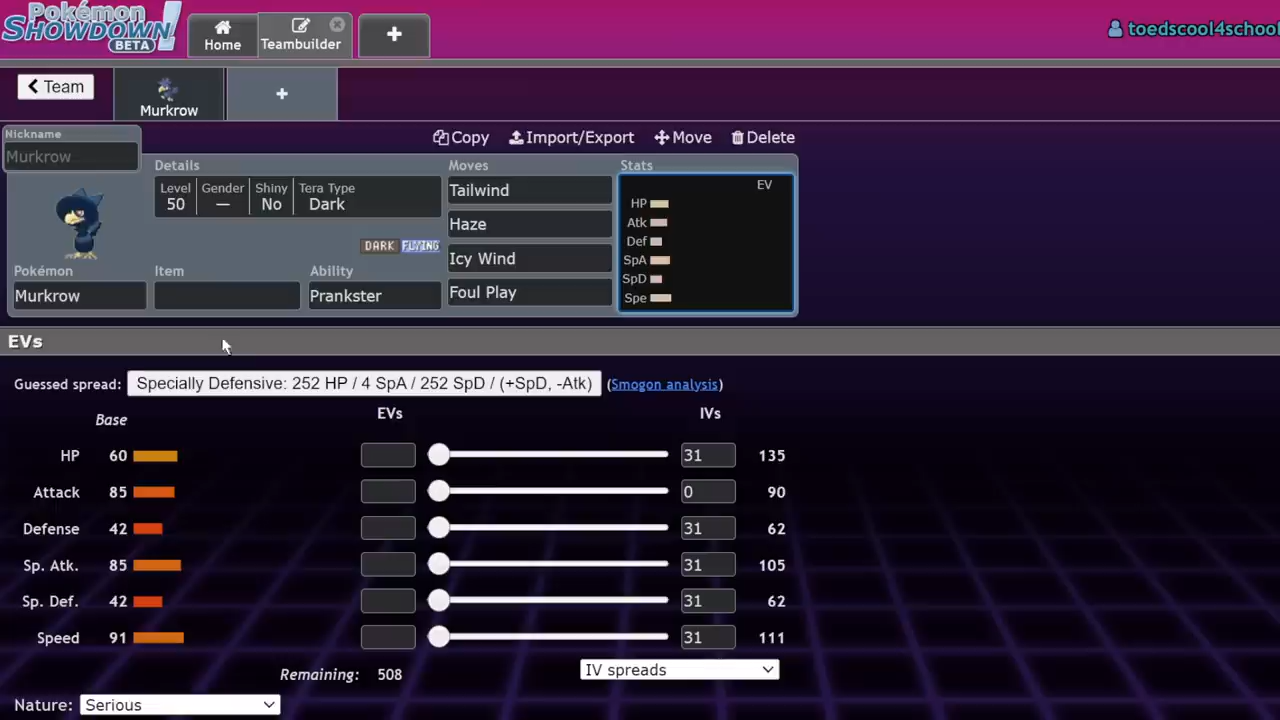 Pokémon
SHOWDOWN!
BETA
Home
Teambuilder
+
toedscool4school
< Team
Murkrow
+
Nickname
Murkrow
Copy Import/Export Move Delete
Details
Level Gender Shiny Tera Type
50 — No Dark
DARK FLYING
Pokémon Item Ability
Murkrow Prankster
Moves
Tailwind
Haze
Icy Wind
Foul Play
Stats
EV
HP
Atk
Def
SpA
SpD
Spe
EVs
Guessed spread: Specially Defensive: 252 HP / 4 SpA / 252 SpD / (+SpD, -Atk) (Smogon analysis)
Base EVs IVs
HP 60 31 135
Attack 85 0 90
Defense 42 31 62
Sp. Atk. 85 31 105
Sp. Def. 42 31 62
Speed 91 31 111
Remaining: 508 IV spreads
Nature: Serious